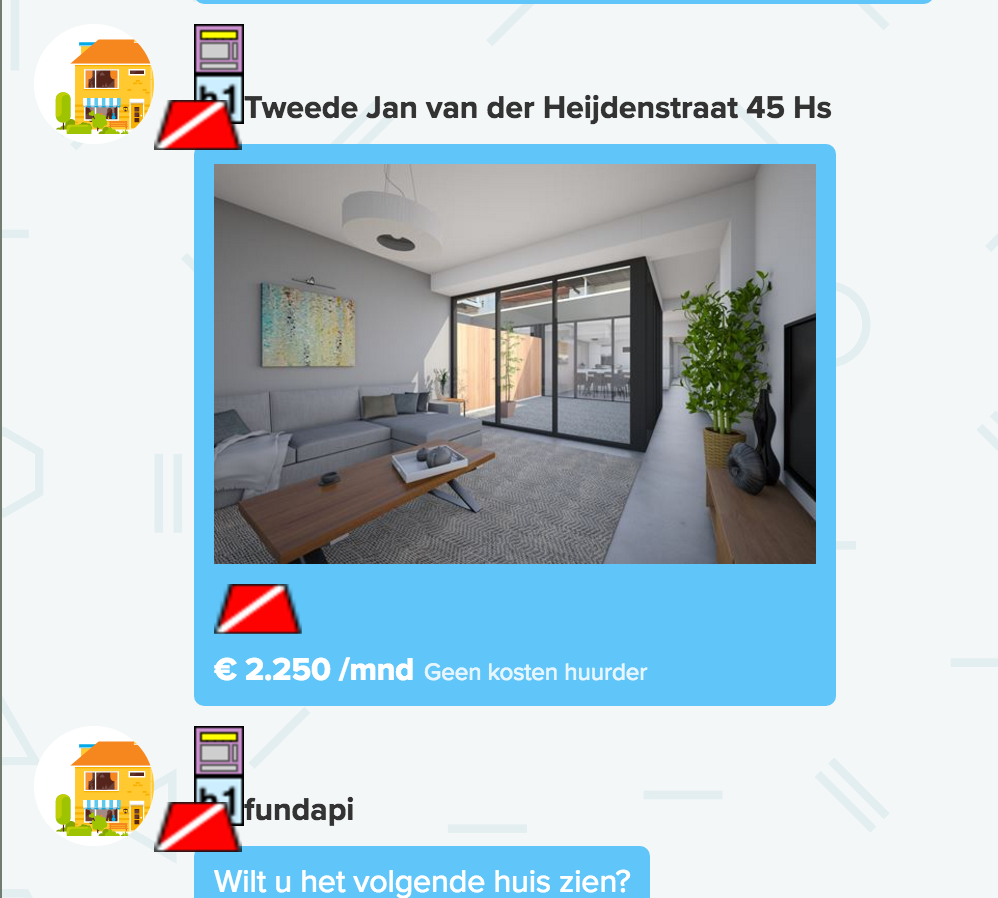 h1
Tweede Jan van der Heijdenstraat 45 Hs
€ 2.250 /mnd Geen kosten huurder
h1
fundapi
Wilt u het volgende huis zien?